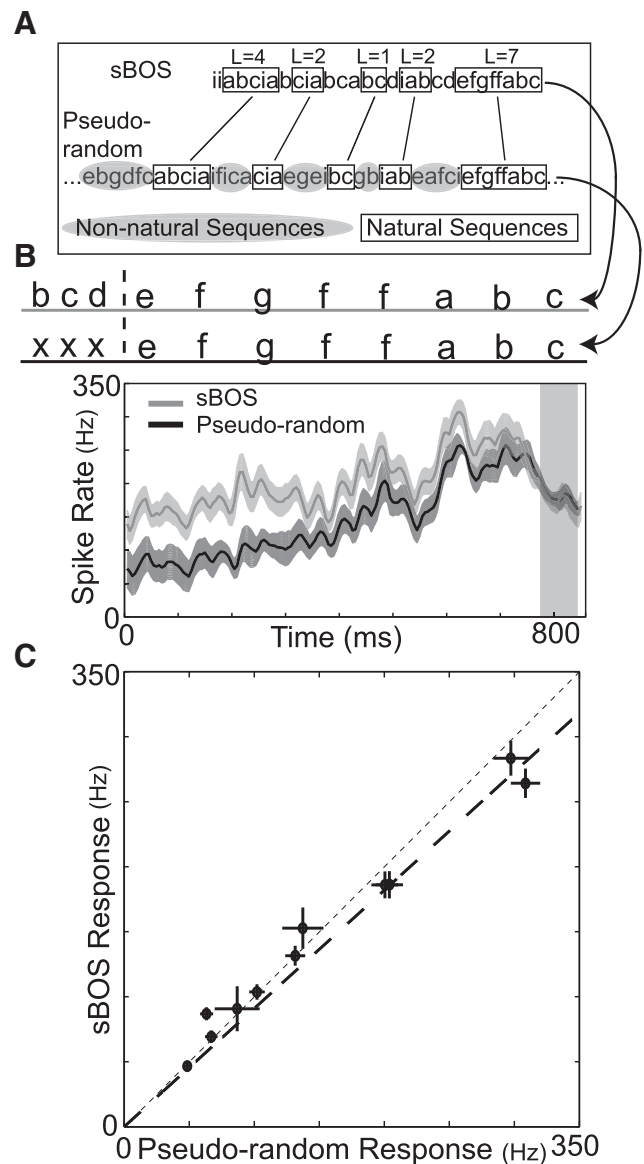 A
L=4 L=2 L=1 L=2 L=7
sBOS iiabciabciabcabcdiabcdefgffabc
Pseudo-
random
...ebgdfcabciaificaciaegeibcgbiabeafciefgffabc...
Non-natural Sequences Natural Sequences
B
b c d e f g f f a b c
x x x e f g f f a b c
350
sBOS
Pseudo-random
Spike Rate (Hz)
0
0 Time (ms) 800
C
350
sBOS Response (Hz)
0
0 Pseudo-random Response (Hz) 350